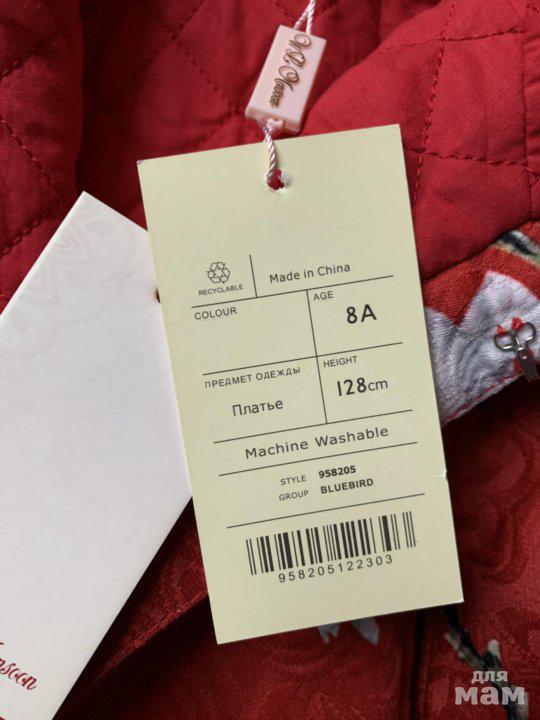 RECYCLABLE
Made in China
COLOUR
AGE
8A
ПРЕДМЕТ ОДЕЖДЫ
Платье
HEIGHT
128cm
Machine Washable
STYLE 958205
GROUP BLUEBIRD
958205122303
для
мам